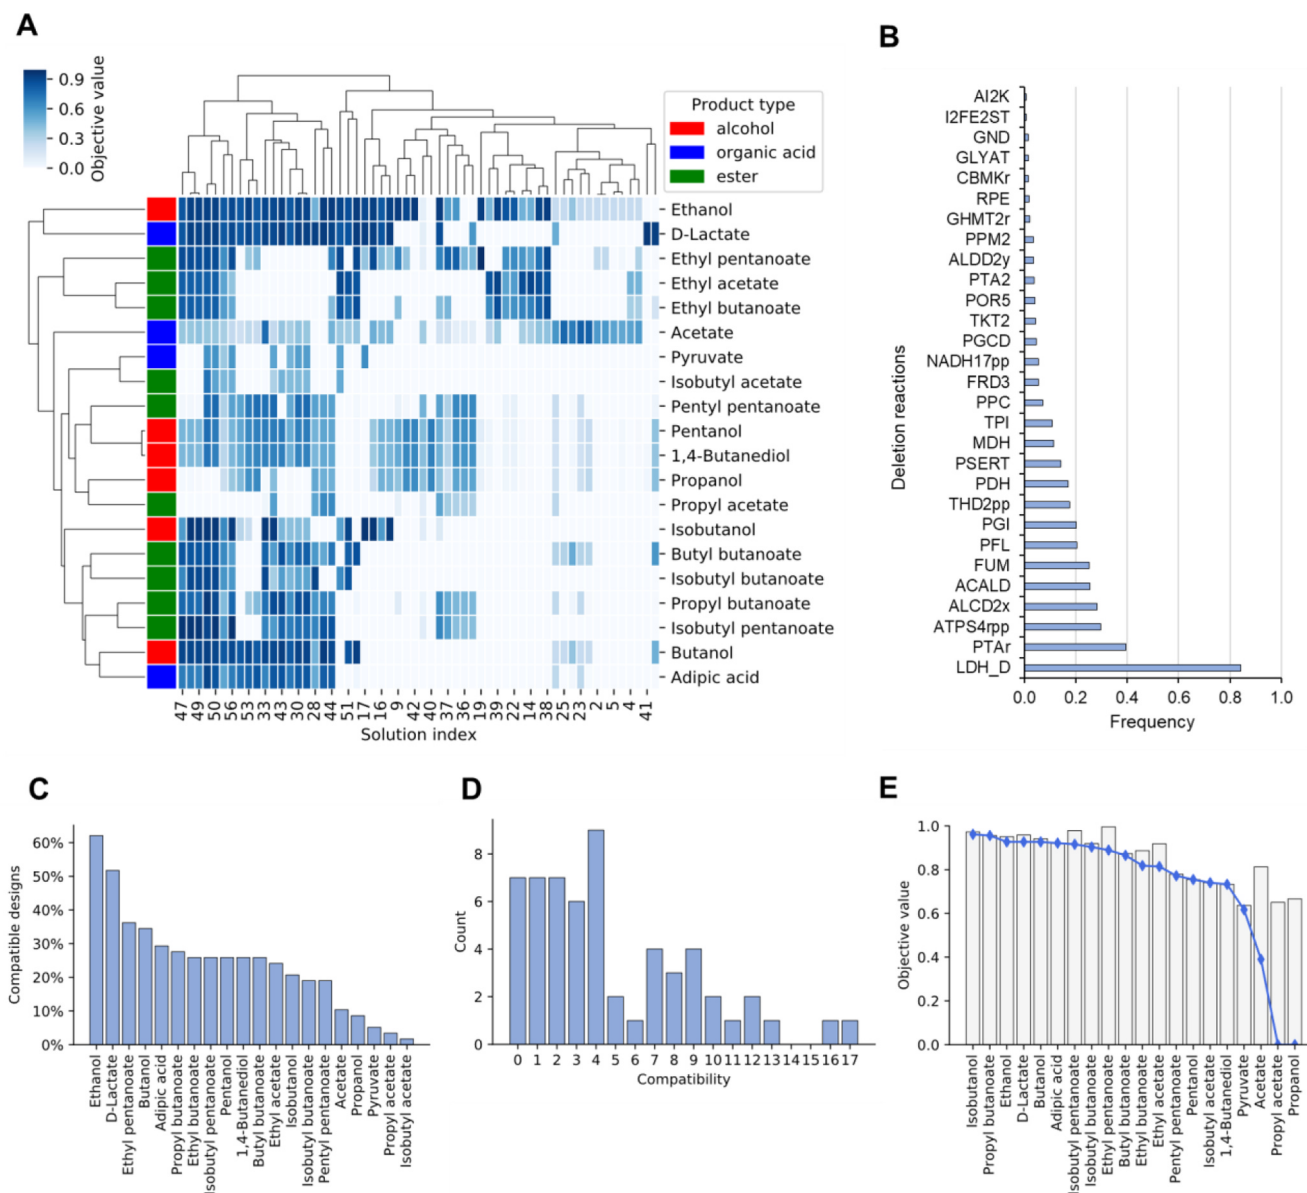 A
Objective value
0.9
0.6
0.3
0.0
Product type
alcohol
organic acid
ester
Ethanol
D-Lactate
Ethyl pentanoate
Ethyl acetate
Ethyl butanoate
Acetate
Pyruvate
Isobutyl acetate
Pentyl pentanoate
Pentanol
1,4-Butanediol
Propanol
Propyl acetate
Isobutanol
Butyl butanoate
Isobutyl butanoate
Propyl butanoate
Isobutyl pentanoate
Butanol
Adipic acid
47 49 50 56 53 33 43 30 28 44 51 17 16 9 42 40 37 36 19 39 22 14 38 25 23 2 5 4 41
Solution index
B
Deletion reactions
AI2K
I2FE2ST
GND
GLYAT
CBMKr
RPE
GHMT2r
PPM2
ALDD2y
PTA2
POR5
TKT2
PGCD
NADH17pp
FRD3
PPC
TPI
MDH
PSERT
PDH
THD2pp
PGI
PFL
FUM
ACALD
ALCD2x
ATPS4rpp
PTAr
LDH_D
0.0 0.2 0.4 0.6 0.8 1.0
Frequency
C
Compatible designs
60%
50%
40%
30%
20%
10%
0%
Ethanol
D-Lactate
Ethyl pentanoate
Butanol
Adipic acid
Propyl butanoate
Ethyl butanoate
Isobutyl pentanoate
Pentanol
1,4-Butanediol
Butyl butanoate
Ethyl acetate
Isobutanol
Isobutyl butanoate
Pentyl pentanoate
Acetate
Propanol
Pyruvate
Propyl acetate
Isobutyl acetate
D
Count
8
6
4
2
0
0 1 2 3 4 5 6 7 8 9 10 11 12 13 14 15 16 17
Compatibility
E
Objective value
1.0
0.8
0.6
0.4
0.2
0.0
Isobutanol
Propyl butanoate
Ethanol
D-Lactate
Butanol
Adipic acid
Isobutyl pentanoate
Isobutyl butanoate
Ethyl pentanoate
Butyl butanoate
Ethyl butanoate
Ethyl acetate
Pentyl pentanoate
Pentanol
Isobutyl acetate
1,4-Butanediol
Pyruvate
Acetate
Propyl acetate
Propanol